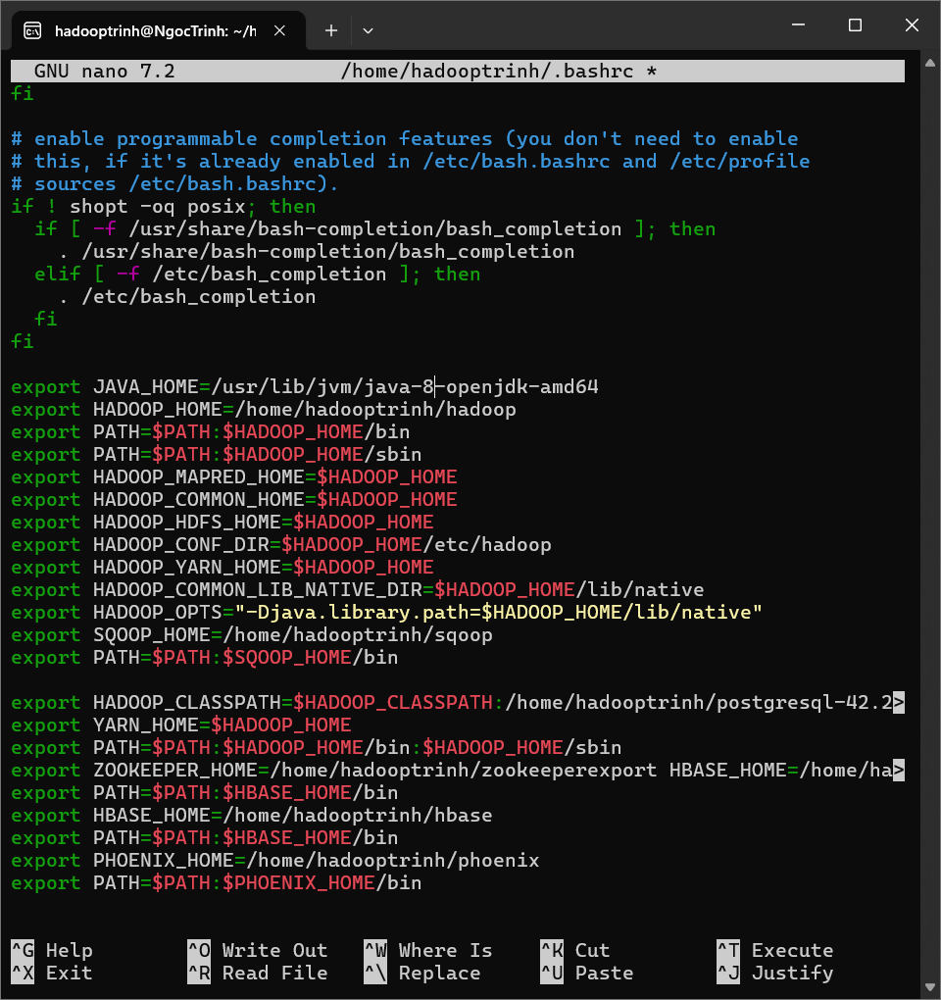 hadooptrinh@NgocTrinh: ~/h
GNU nano 7.2 /home/hadooptrinh/.bashrc *
fi
# enable programmable completion features (you don't need to enable
# this, if it's already enabled in /etc/bash.bashrc and /etc/profile
# sources /etc/bash.bashrc).
if ! shopt -oq posix; then
  if [ -f /usr/share/bash-completion/bash_completion ]; then
    . /usr/share/bash-completion/bash_completion
  elif [ -f /etc/bash_completion ]; then
    . /etc/bash_completion
  fi
fi
export JAVA_HOME=/usr/lib/jvm/java-8-openjdk-amd64
export HADOOP_HOME=/home/hadooptrinh/hadoop
export PATH=$PATH:$HADOOP_HOME/bin
export PATH=$PATH:$HADOOP_HOME/sbin
export HADOOP_MAPRED_HOME=$HADOOP_HOME
export HADOOP_COMMON_HOME=$HADOOP_HOME
export HADOOP_HDFS_HOME=$HADOOP_HOME
export HADOOP_CONF_DIR=$HADOOP_HOME/etc/hadoop
export HADOOP_YARN_HOME=$HADOOP_HOME
export HADOOP_COMMON_LIB_NATIVE_DIR=$HADOOP_HOME/lib/native
export HADOOP_OPTS="-Djava.library.path=$HADOOP_HOME/lib/native"
export SQOOP_HOME=/home/hadooptrinh/sqoop
export PATH=$PATH:$SQOOP_HOME/bin
export HADOOP_CLASSPATH=$HADOOP_CLASSPATH:/home/hadooptrinh/postgresql-42.2>
export YARN_HOME=$HADOOP_HOME
export PATH=$PATH:$HADOOP_HOME/bin:$HADOOP_HOME/sbin
export ZOOKEEPER_HOME=/home/hadooptrinh/zookeeperexport HBASE_HOME=/home/ha>
export PATH=$PATH:$HBASE_HOME/bin
export HBASE_HOME=/home/hadooptrinh/hbase
export PATH=$PATH:$HBASE_HOME/bin
export PHOENIX_HOME=/home/hadooptrinh/phoenix
export PATH=$PATH:$PHOENIX_HOME/bin
^G Help ^O Write Out ^W Where Is ^K Cut ^T Execute
^X Exit ^R Read File ^\ Replace ^U Paste ^J Justify